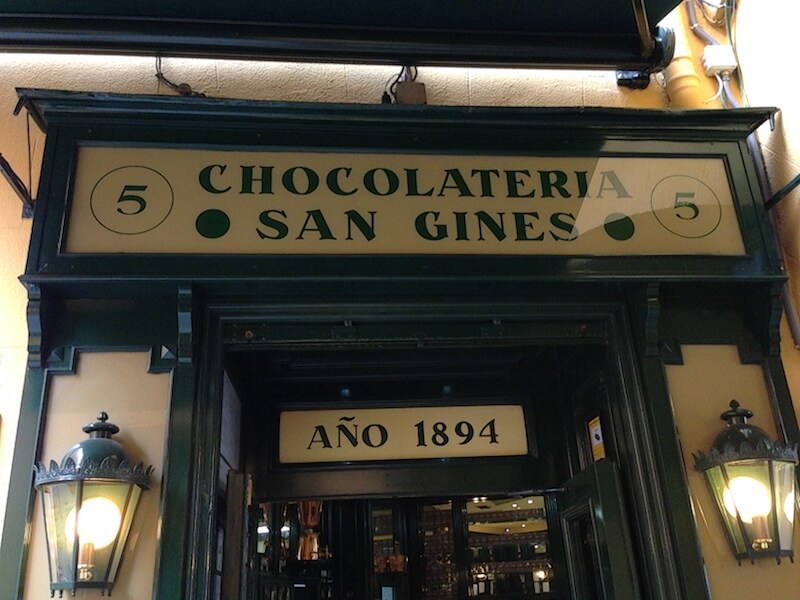 5 CHOCOLATERIA 5
SAN GINES
AÑO 1894